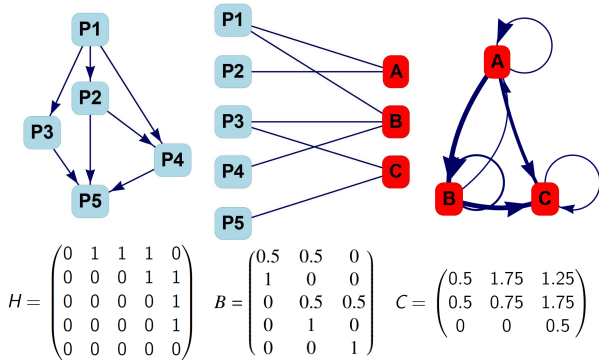 P1
P2
P3
P4
P5
P1
P2
P3
P4
P5
A
B
C
A
B
C
H =
0 1 1 1 0
0 0 0 1 1
0 0 0 0 1
0 0 0 0 1
0 0 0 0 0
B =
0.5 0.5 0
1 0 0
0 0.5 0.5
0 1 0
0 0 1
C =
0.5 1.75 1.25
0.5 0.75 1.75
0 0 0.5